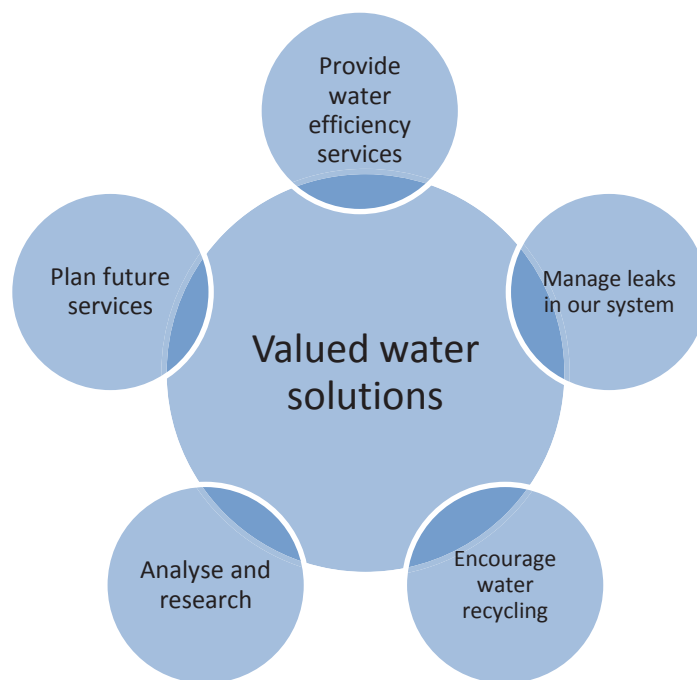 Provide
water
efficiency
services
Plan future
services
Manage leaks
in our system
Valued water
solutions
Analyse and
research
Encourage
water
recycling